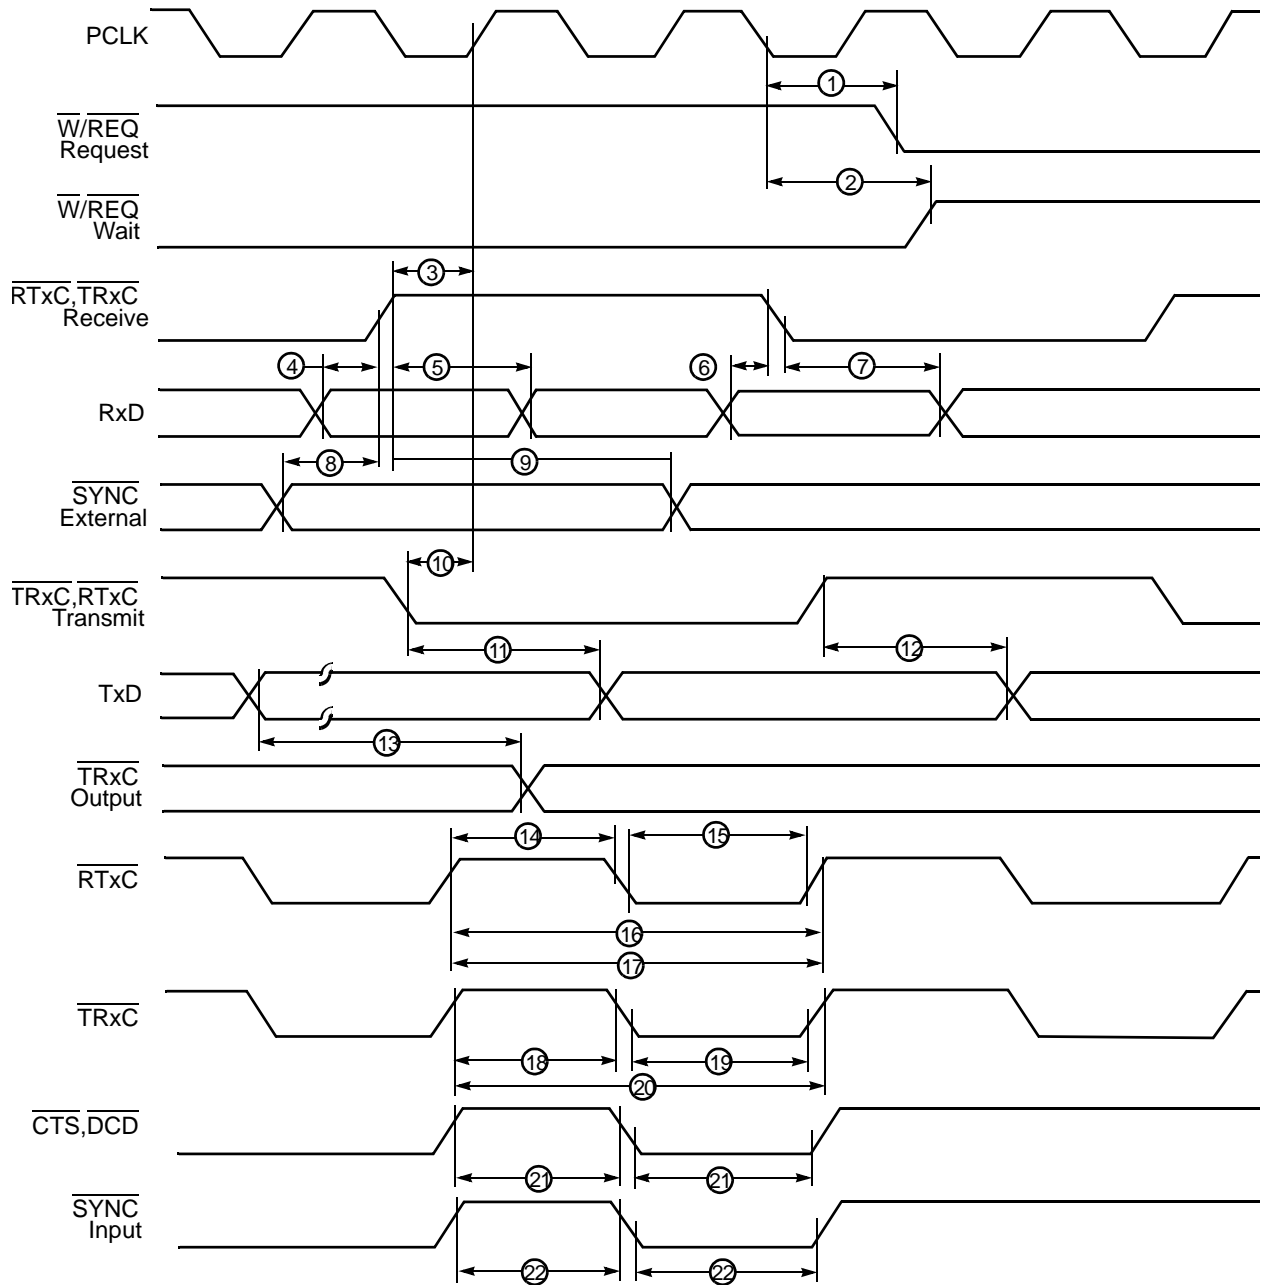 PCLK
1
W/REQ
Request
2
W/REQ
Wait
3
RTxC,TRxC
Receive
4
5
6
7
RxD
8
9
SYNC
External
10
TRxC,RTxC
Transmit
11
12
TxD
13
TRxC
Output
14
15
RTxC
16
17
TRxC
18
19
20
CTS,DCD
21
21
SYNC
Input
22
22